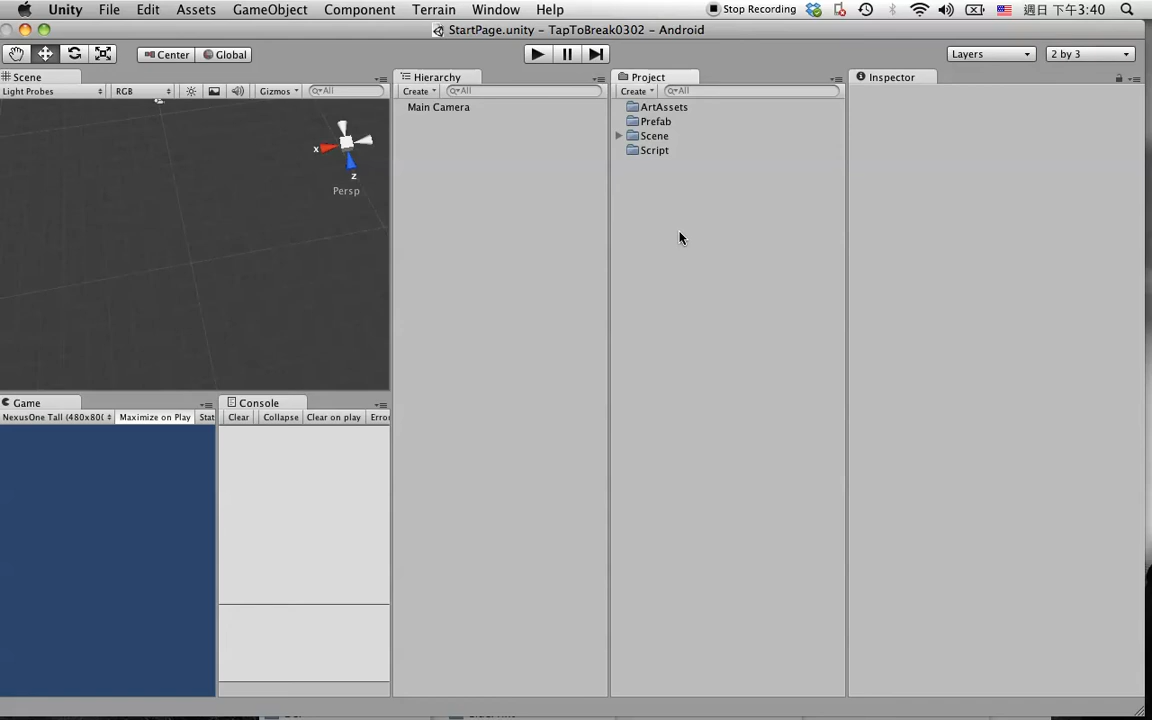 Unity File Edit Assets GameObject Component Terrain Window Help Stop Recording 週日 下午3:40
StartPage.unity – TapToBreak0302 – Android
Center Global Layers 2 by 3
Scene Hierarchy Project Inspector
Light Probes RGB Gizmos All Create All Create All
Main Camera
ArtAssets
Prefab
Scene
Script
x
z
Persp
Game Console
NexusOne Tall (480x80( Maximize on Play Stat Clear Collapse Clear on play Erro